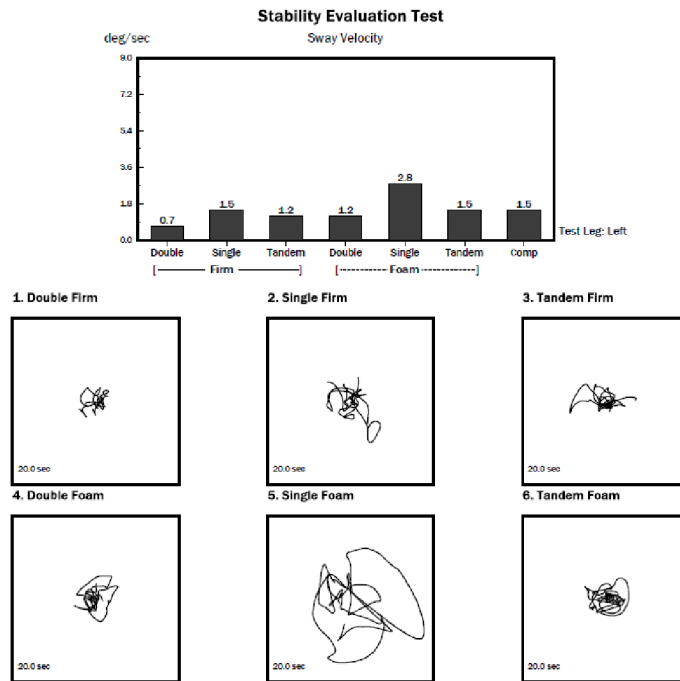 Stability Evaluation Test
deg/sec Sway Velocity
9.0
7.2
5.4
3.6
1.8
0.0
0.7 1.5 1.2 1.2 2.8 1.5 1.5
Test Leg: Left
Double Single Tandem Double Single Tandem Comp
[ Firm ] [ Foam ]
1. Double Firm 2. Single Firm 3. Tandem Firm
20.0 sec 20.0 sec 20.0 sec
4. Double Foam 5. Single Foam 6. Tandem Foam
20.0 sec 20.0 sec 20.0 sec